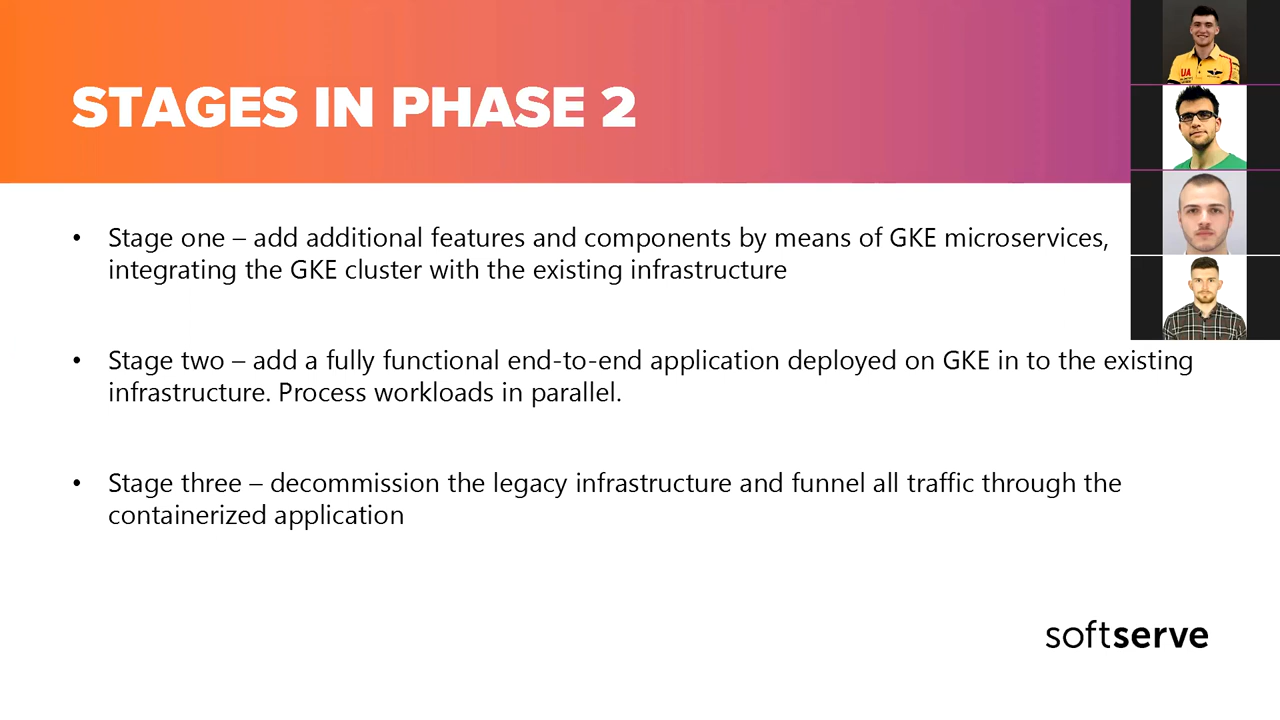 STAGES IN PHASE 2
• Stage one – add additional features and components by means of GKE microservices,
integrating the GKE cluster with the existing infrastructure
• Stage two – add a fully functional end-to-end application deployed on GKE in to the existing
infrastructure. Process workloads in parallel.
• Stage three – decommission the legacy infrastructure and funnel all traffic through the
containerized application
softserve
UA